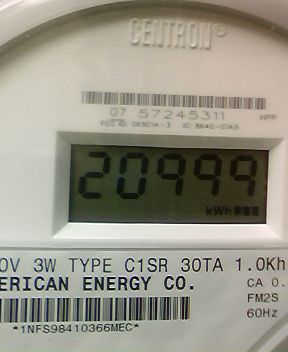 CENTRON®
07 57245311 HPP
20999
kWh
0V 3W TYPE C1SR 30TA 1.0Kh
ERICAN ENERGY CO.
CA 0.
FM2S
60Hz
*1NFS98410366MEC*